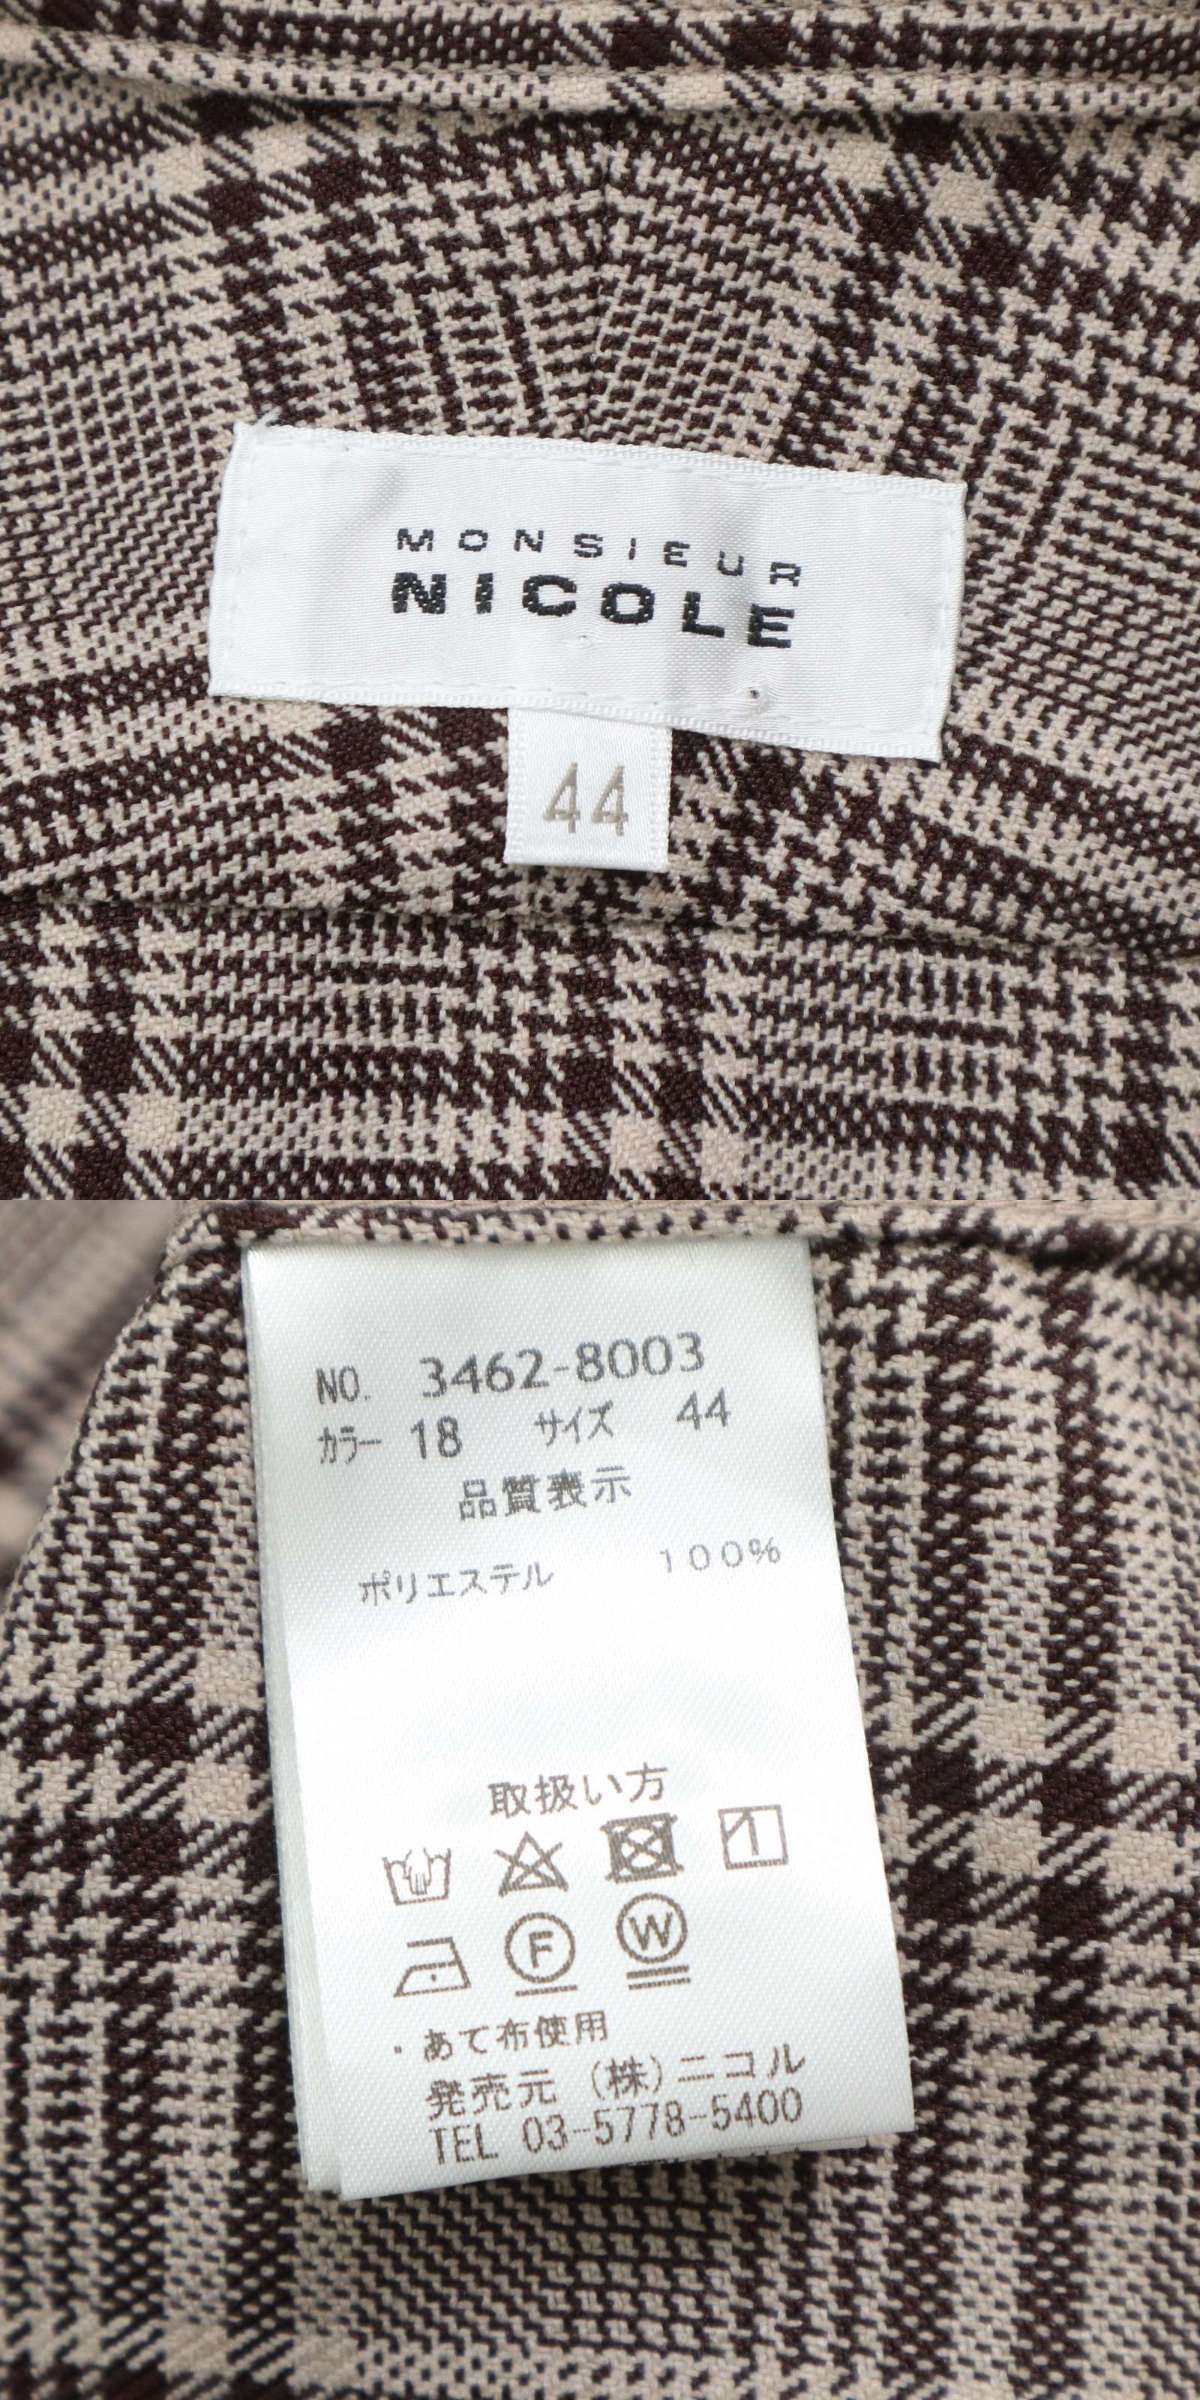 MONSIEUR
NICOLE
44
NO. 3462-8003
カラー 18 サイズ 44
品質表示
ポリエステル 100%
取扱い方
1
F W
・あて布使用
発売元 (株)ニコル
TEL 03-5778-5400